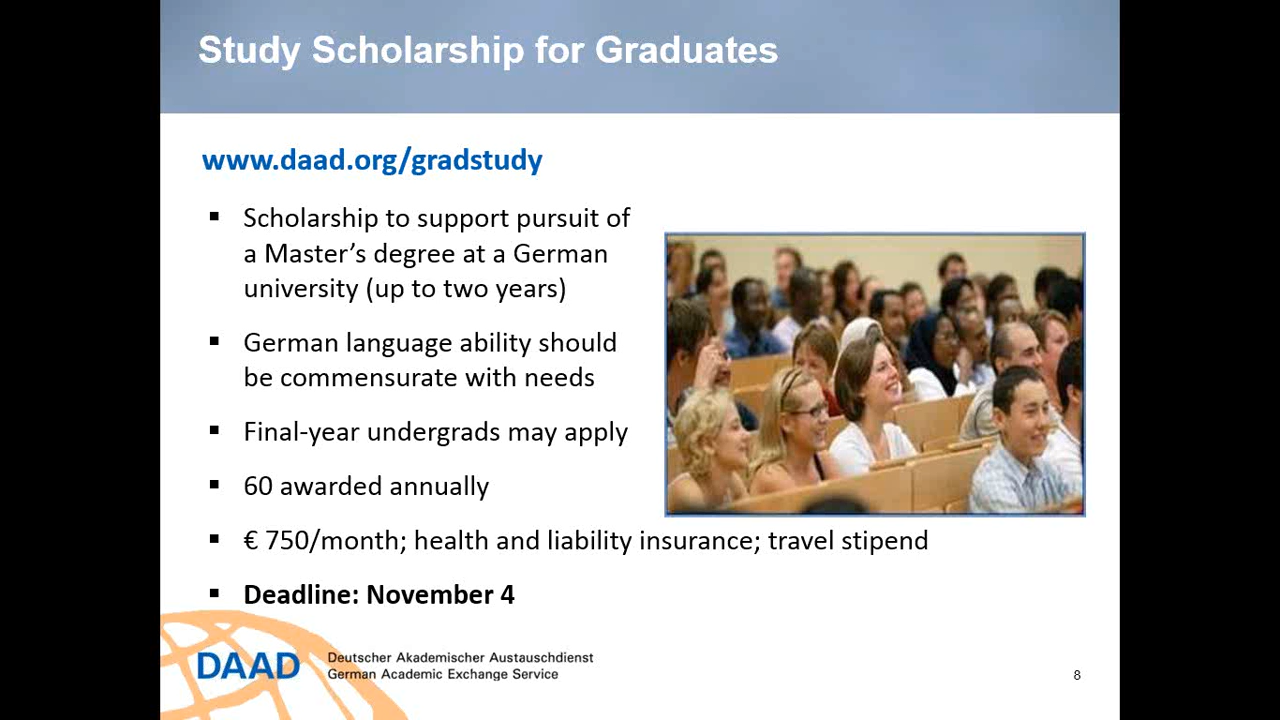 Study Scholarship for Graduates
www.daad.org/gradstudy
▪ Scholarship to support pursuit of
a Master’s degree at a German
university (up to two years)
▪ German language ability should
be commensurate with needs
▪ Final-year undergrads may apply
▪ 60 awarded annually
▪ € 750/month; health and liability insurance; travel stipend
▪ Deadline: November 4
DAAD
Deutscher Akademischer Austauschdienst
German Academic Exchange Service
8